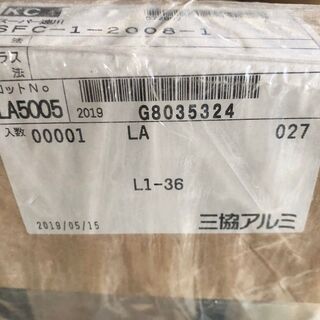 KC
SFC-1-2008-1
法
ラス
法
ロットNo
LA5005 2019 G8035324
入数 00001 LA 027
L1-36
2019/05/15 三協アルミ